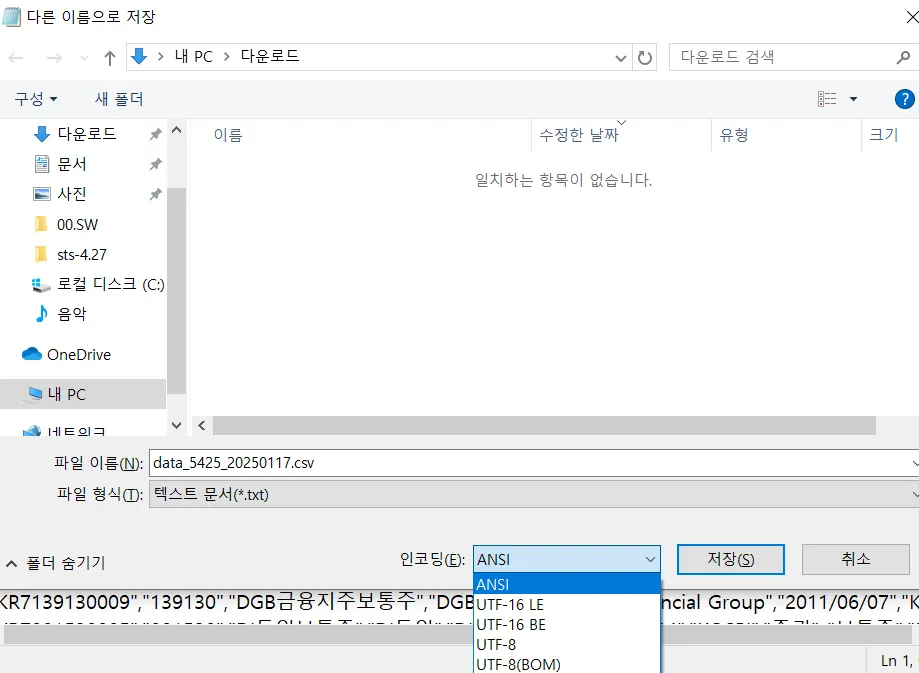 다른 이름으로 저장
내 PC
다운로드
다운로드 검색
구성
새 폴더
?
다운로드
문서
사진
00.SW
sts-4.27
로컬 디스크 (C:)
음악
OneDrive
내 PC
네트워크
이름
수정한 날짜
유형
크기
일치하는 항목이 없습니다.
파일 이름(N): data_5425_20250117.csv
파일 형식(T): 텍스트 문서(*.txt)
폴더 숨기기
인코딩(E): ANSI
저장(S)
취소
ANSI
UTF-16 LE
UTF-16 BE
UTF-8
UTF-8(BOM)
KR7139130009","139130","DGB금융지주보통주","DGB
ncial Group","2011/06/07","K
Ln 1,